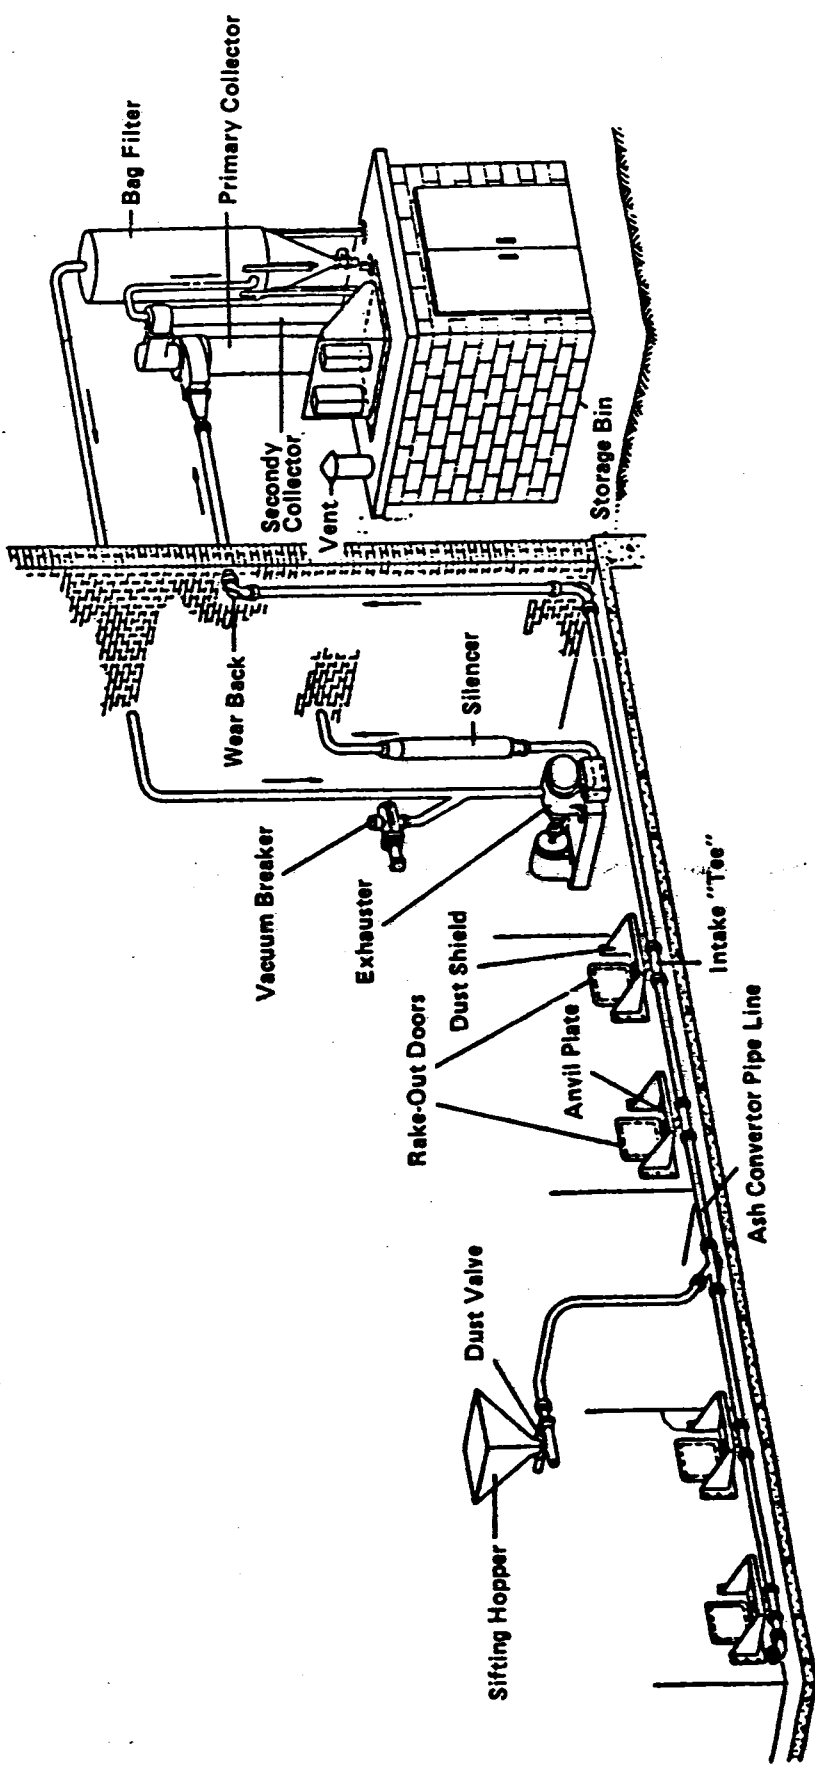 Bag Filter
Primary Collector
Secondy
Collector
Vent
Storage Bin
Wear Back
Silencer
Vacuum Breaker
Exhauster
Dust Shield
Rake-Out Doors
Anvil Plate
Intake "Tee"
Ash Convertor Pipe Line
Dust Valve
Sifting Hopper